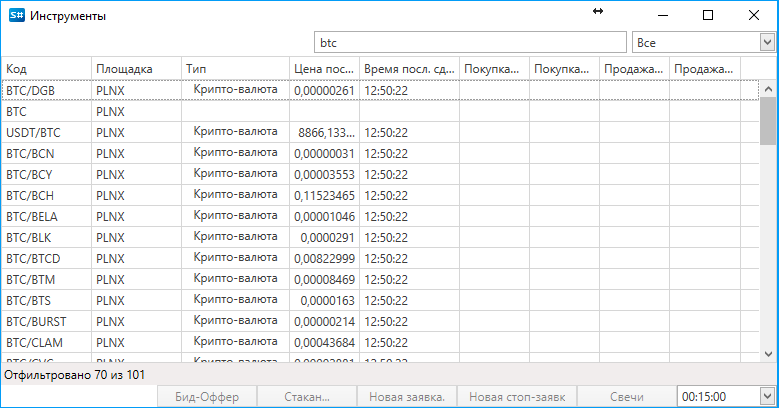 S# Инструменты
btc Все
Код Площадка Тип Цена пос... Время посл. сд... Покупка... Покупка... Продажа... Продажа...
BTC/DGB PLNX Крипто-валюта 0,00000261 12:50:22
BTC PLNX
USDT/BTC PLNX Крипто-валюта 8866,133... 12:50:22
BTC/BCN PLNX Крипто-валюта 0,00000031 12:50:22
BTC/BCY PLNX Крипто-валюта 0,00003553 12:50:22
BTC/BCH PLNX Крипто-валюта 0,11523465 12:50:22
BTC/BELA PLNX Крипто-валюта 0,00001046 12:50:22
BTC/BLK PLNX Крипто-валюта 0,0000291 12:50:22
BTC/BTCD PLNX Крипто-валюта 0,00822999 12:50:22
BTC/BTM PLNX Крипто-валюта 0,00008469 12:50:22
BTC/BTS PLNX Крипто-валюта 0,0000163 12:50:22
BTC/BURST PLNX Крипто-валюта 0,00000214 12:50:22
BTC/CLAM PLNX Крипто-валюта 0,00043684 12:50:22
PLNX Крипто-валюта 12:50:22
Отфильтровано 70 из 101
Бид-Оффер Стакан... Новая заявка. Новая стоп-заявк Свечи 00:15:00